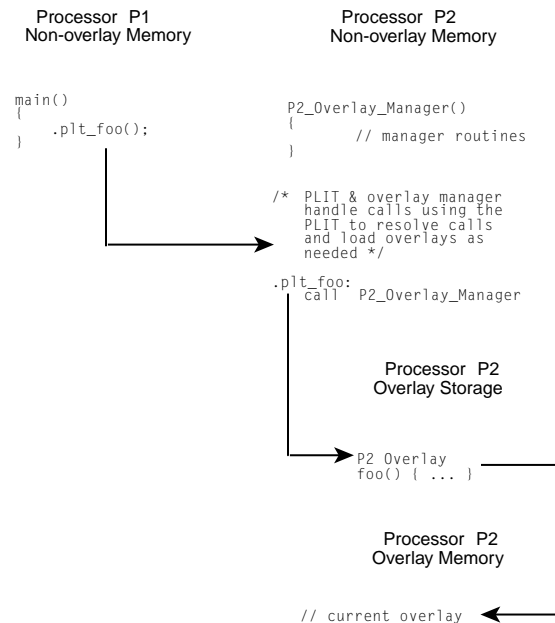 Processor P1
Non-overlay Memory
Processor P2
Non-overlay Memory
main()
{
.plt_foo();
}
P2_Overlay_Manager()
{
// manager routines
}
/* PLIT & overlay manager
handle calls using the
PLIT to resolve calls
and load overlays as
needed */
.plt_foo:
call P2_Overlay_Manager
Processor P2
Overlay Storage
P2 Overlay
foo() { ... }
Processor P2
Overlay Memory
// current overlay